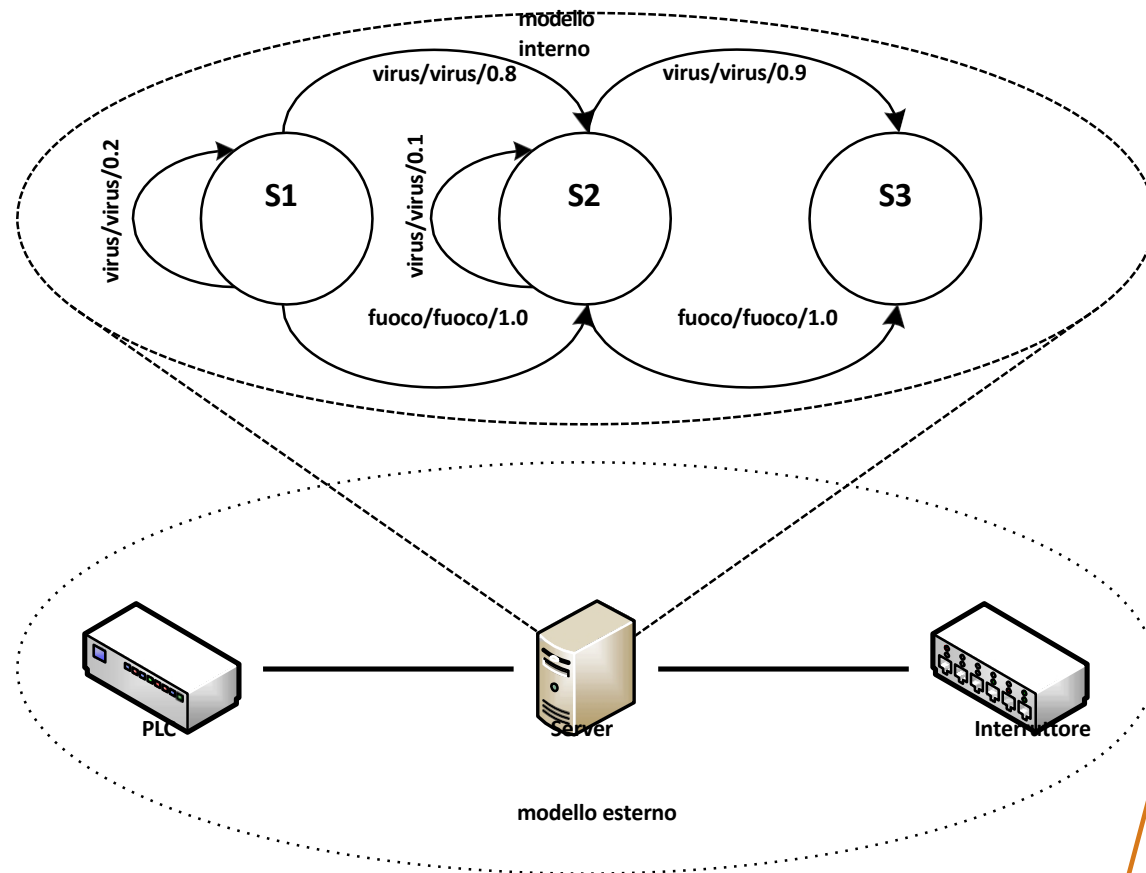 modello
interno
virus/virus/0.8
virus/virus/0.9
virus/virus/0.2
virus/virus/0.1
S1
S2
S3
fuoco/fuoco/1.0
fuoco/fuoco/1.0
PLC
Server
Interruttore
modello esterno